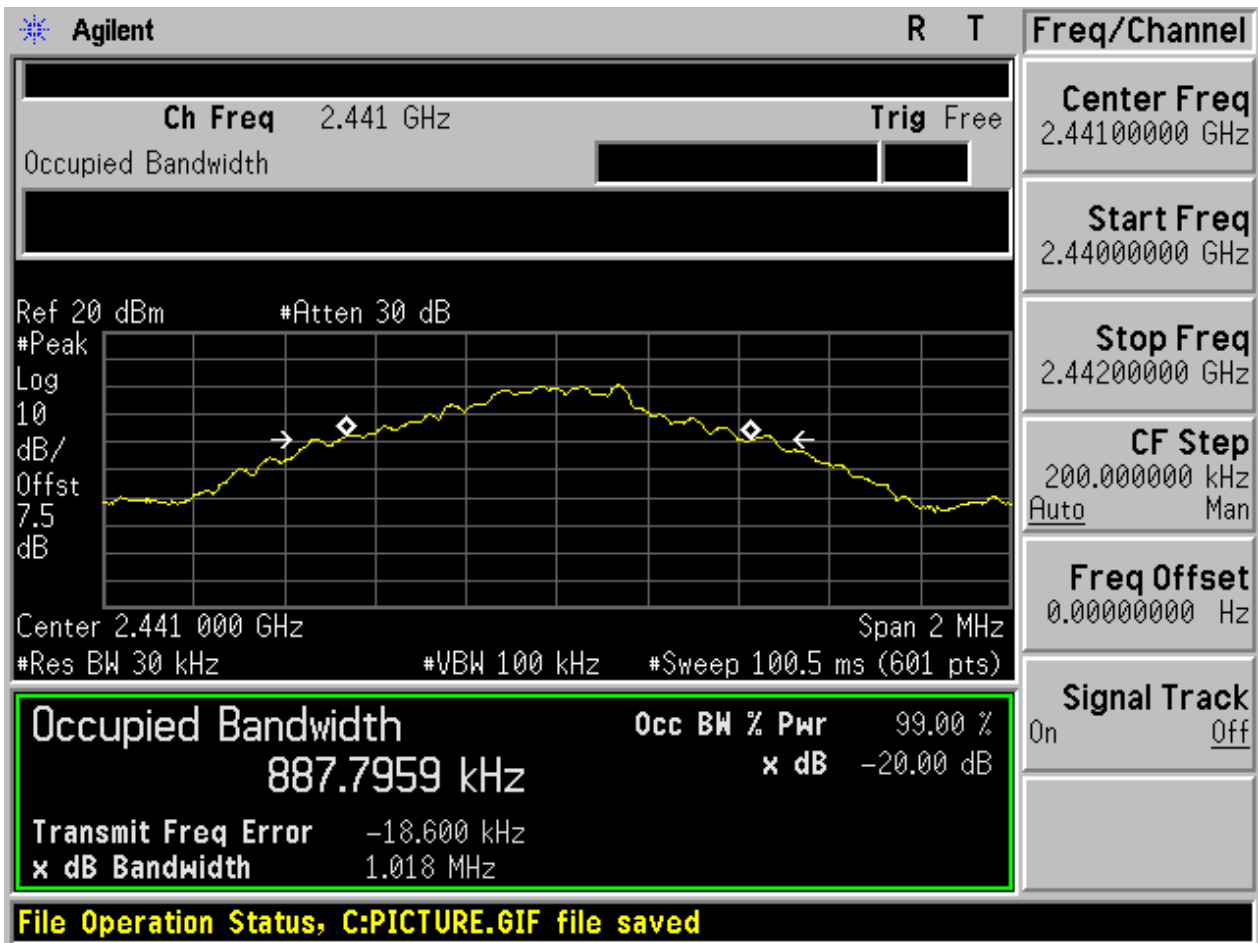 Agilent R T
Freq/Channel
Ch Freq 2.441 GHz Trig Free
Occupied Bandwidth
Ref 20 dBm #Atten 30 dB
#Peak
Log
10
dB/
Offst
7.5
dB
Center 2.441 000 GHz Span 2 MHz
#Res BW 30 kHz #VBW 100 kHz #Sweep 100.5 ms (601 pts)
Occupied Bandwidth
887.7959 kHz
Occ BW % Pwr 99.00 %
x dB -20.00 dB
Transmit Freq Error -18.600 kHz
x dB Bandwidth 1.018 MHz
File Operation Status, C:PICTURE.GIF file saved
Center Freq
2.44100000 GHz
Start Freq
2.44000000 GHz
Stop Freq
2.44200000 GHz
CF Step
200.000000 kHz
Auto Man
Freq Offset
0.00000000 Hz
Signal Track
On Off